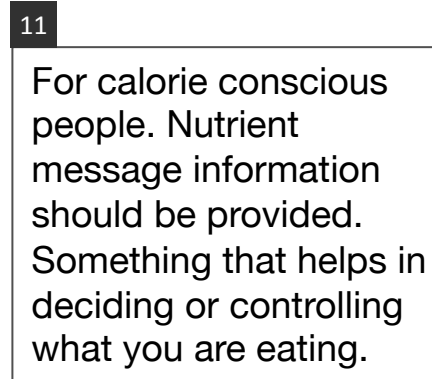 11
For calorie conscious
people. Nutrient
message information
should be provided.
Something that helps in
deciding or controlling
what you are eating.